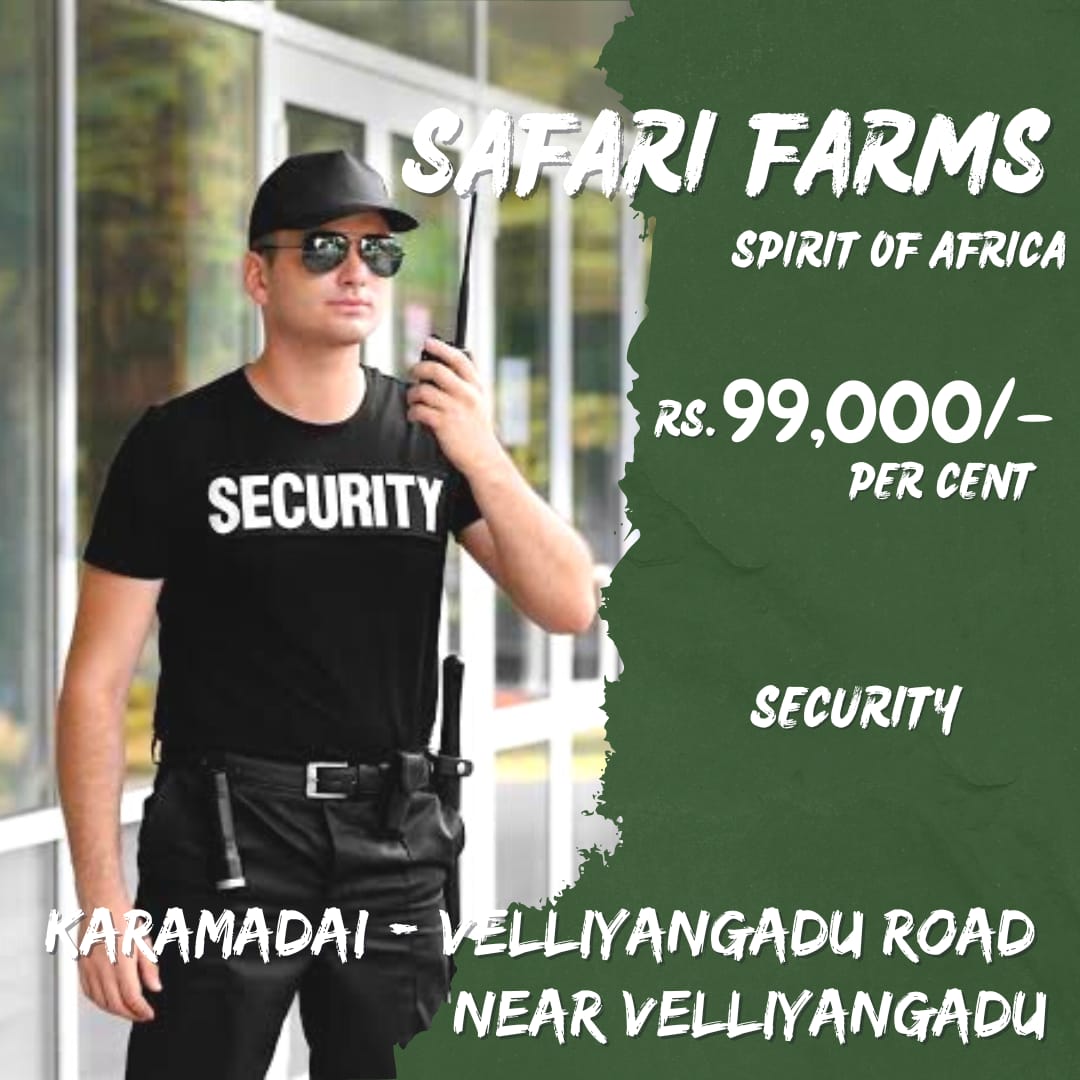 SAFARI FARMS
SPIRIT OF AFRICA
RS. 99,000/-
PER CENT
SECURITY
SECURITY
KARAMADAI - VELLIYANGADU ROAD
NEAR VELLIYANGADU